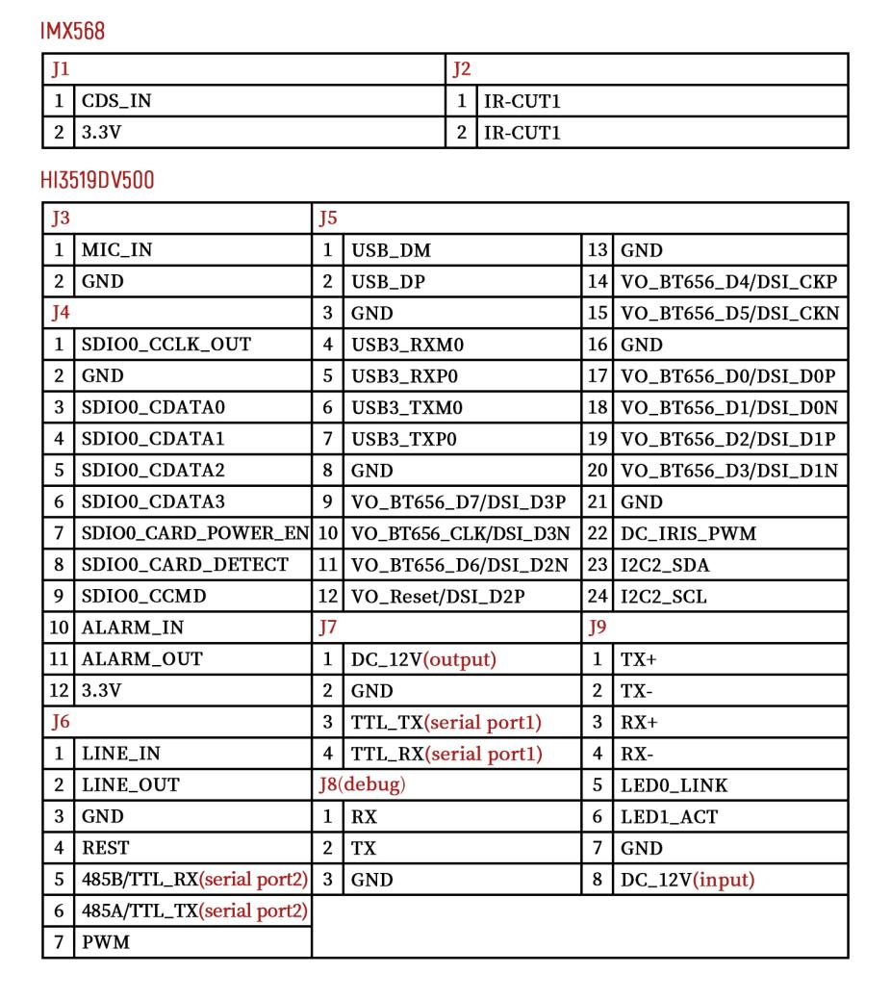 IMX568
J1 J2
1 CDS_IN 1 IR-CUT1
2 3.3V 2 IR-CUT1
HI3519DV500
J3 J5
1 MIC_IN 1 USB_DM 13 GND
2 GND 2 USB_DP 14 VO_BT656_D4/DSI_CKP
J4 3 GND 15 VO_BT656_D5/DSI_CKN
1 SDIO0_CCLK_OUT 4 USB3_RXM0 16 GND
2 GND 5 USB3_RXP0 17 VO_BT656_D0/DSI_D0P
3 SDIO0_CDATA0 6 USB3_TXM0 18 VO_BT656_D1/DSI_D0N
4 SDIO0_CDATA1 7 USB3_TXP0 19 VO_BT656_D2/DSI_D1P
5 SDIO0_CDATA2 8 GND 20 VO_BT656_D3/DSI_D1N
6 SDIO0_CDATA3 9 VO_BT656_D7/DSI_D3P 21 GND
7 SDIO0_CARD_POWER_EN 10 VO_BT656_CLK/DSI_D3N 22 DC_IRIS_PWM
8 SDIO0_CARD_DETECT 11 VO_BT656_D6/DSI_D2N 23 I2C2_SDA
9 SDIO0_CCMD 12 VO_Reset/DSI_D2P 24 I2C2_SCL
10 ALARM_IN J7 J9
11 ALARM_OUT 1 DC_12V(output) 1 TX+
12 3.3V 2 GND 2 TX-
J6 3 TTL_TX(serial port1) 3 RX+
1 LINE_IN 4 TTL_RX(serial port1) 4 RX-
2 LINE_OUT J8(debug) 5 LED0_LINK
3 GND 1 RX 6 LED1_ACT
4 REST 2 TX 7 GND
5 485B/TTL_RX(serial port2) 3 GND 8 DC_12V(input)
6 485A/TTL_TX(serial port2)
7 PWM